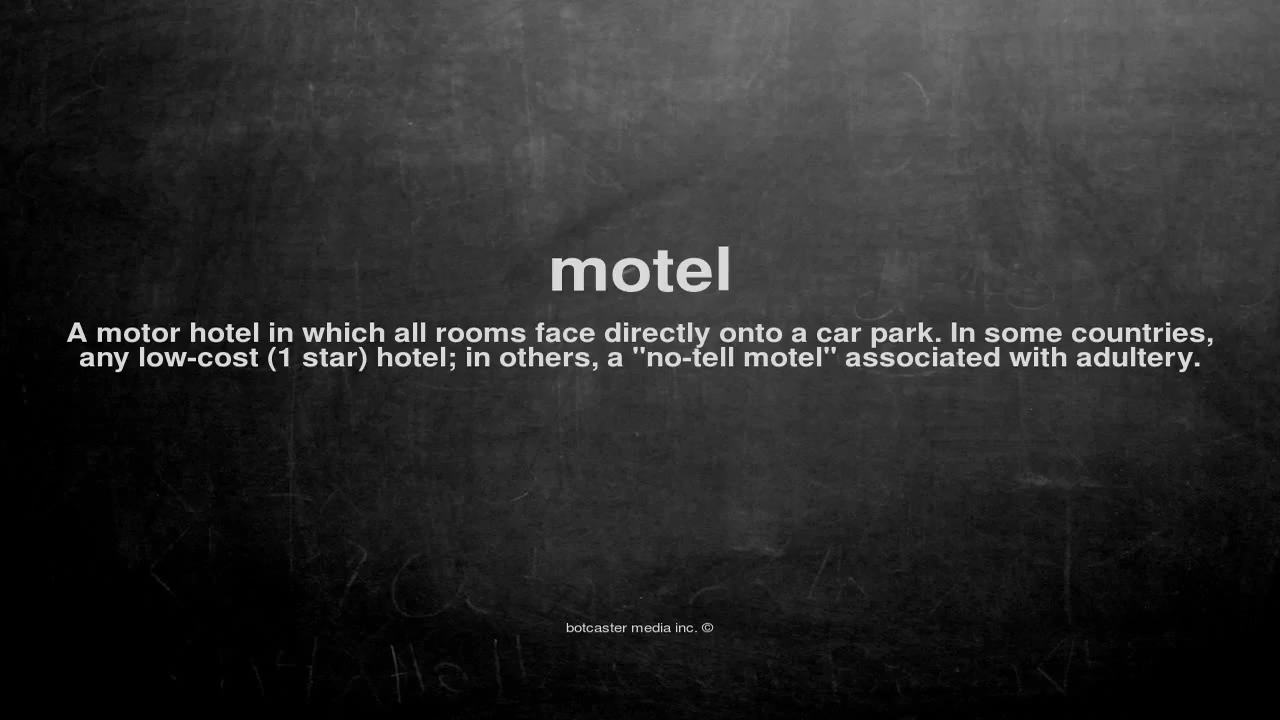 motel
A motor hotel in which all rooms face directly onto a car park. In some countries,
any low-cost (1 star) hotel; in others, a "no-tell motel" associated with adultery.
botcaster media inc. ©